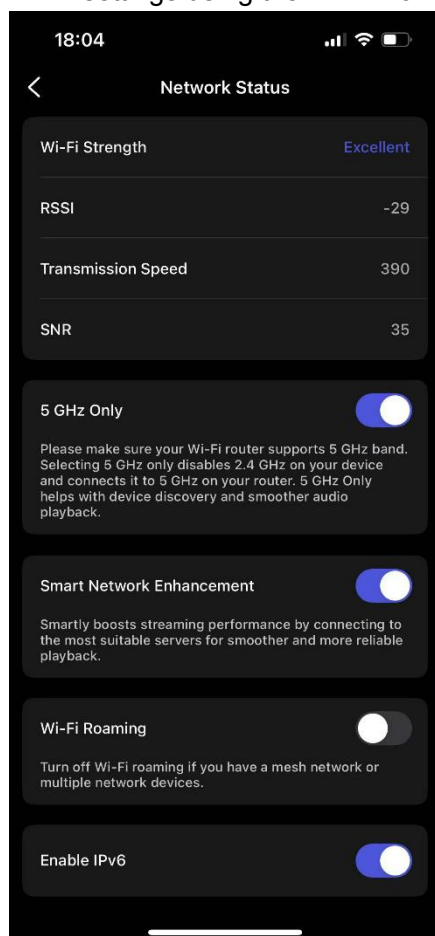 18:04
Network Status
Wi-Fi Strength Excellent
RSSI -29
Transmission Speed 390
SNR 35
5 GHz Only
Please make sure your Wi-Fi router supports 5 GHz band.
Selecting 5 GHz only disables 2.4 GHz on your device
and connects it to 5 GHz on your router. 5 GHz Only
helps with device discovery and smoother audio
playback.
Smart Network Enhancement
Smartly boosts streaming performance by connecting to
the most suitable servers for smoother and more reliable
playback.
Wi-Fi Roaming
Turn off Wi-Fi roaming if you have a mesh network or
multiple network devices.
Enable IPv6